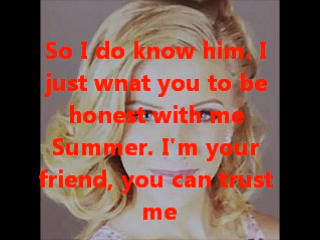 So I do know him. I
just wnat you to be
honest with me
Summer. I'm your
friend, you can trust
me